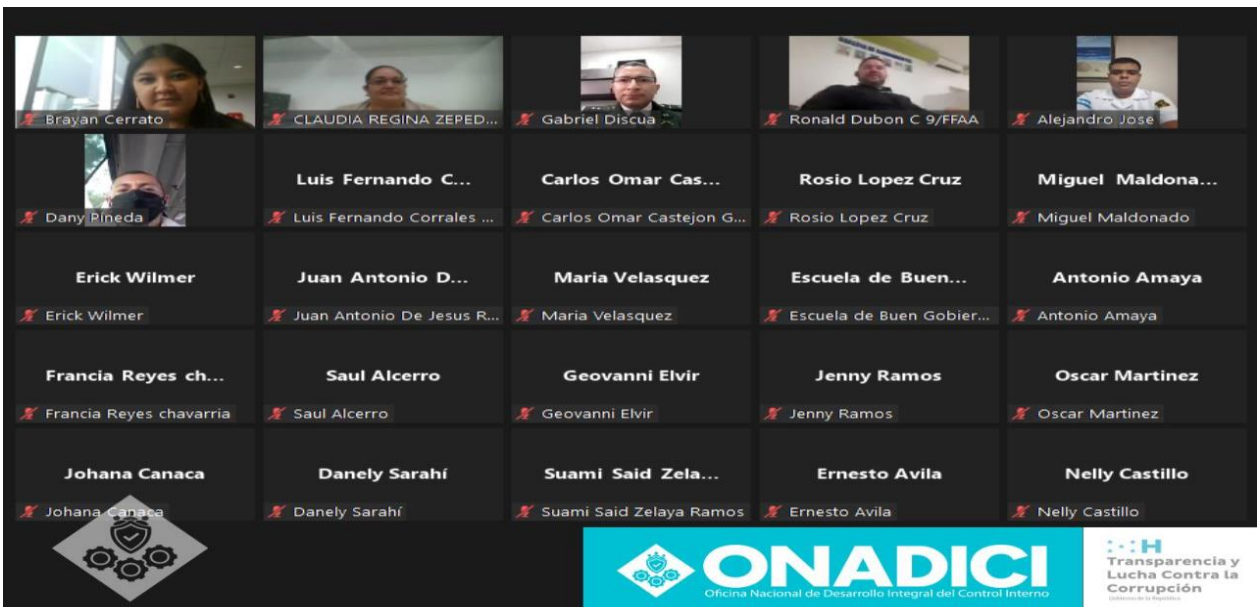 Brayan Cerrato
CLAUDIA REGINA ZEPED...
Gabriel Discua
Ronald Dubon C 9/FFAA
Alejandro Jose
Dany Pineda
Luis Fernando C...
Luis Fernando Corrales ...
Carlos Omar Cas...
Carlos Omar Castejon G...
Rosio Lopez Cruz
Rosio Lopez Cruz
Miguel Maldona...
Miguel Maldonado
Erick Wilmer
Erick Wilmer
Juan Antonio D...
Juan Antonio De Jesus R...
Maria Velasquez
Maria Velasquez
Escuela de Buen...
Escuela de Buen Gobier...
Antonio Amaya
Antonio Amaya
Francia Reyes ch...
Francia Reyes chavarria
Saul Alcerro
Saul Alcerro
Geovanni Elvir
Geovanni Elvir
Jenny Ramos
Jenny Ramos
Oscar Martinez
Oscar Martinez
Johana Canaca
Johana Canaca
Danely Sarahí
Danely Sarahí
Suami Said Zela...
Suami Said Zelaya Ramos
Ernesto Avila
Ernesto Avila
Nelly Castillo
Nelly Castillo
ONADICI
Oficina Nacional de Desarrollo Integral del Control Interno
H
Transparencia y
Lucha Contra la
Corrupción
Gobierno de la República